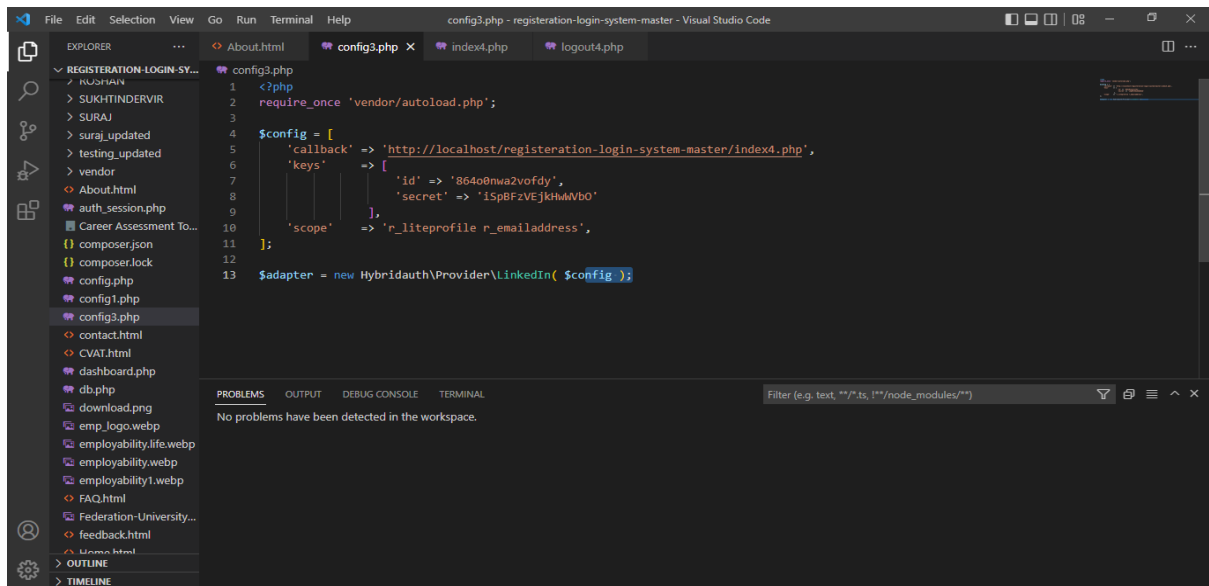 File Edit Selection View Go Run Terminal Help config3.php - registeration-login-system-master - Visual Studio Code
EXPLORER
REGISTERATION-LOGIN-SY...
ROSHAN
SUKHTINDERVIR
SURAJ
suraj_updated
testing_updated
vendor
About.html
auth_session.php
Career Assessment To...
composer.json
composer.lock
config.php
config1.php
config3.php
contact.html
CVAT.html
dashboard.php
db.php
download.png
emp_logo.webp
employability.life.webp
employability.webp
employability1.webp
FAQ.html
Federation-University...
feedback.html
Home.html
OUTLINE
TIMELINE
About.html config3.php index4.php logout4.php
config3.php
1 <?php
2 require_once 'vendor/autoload.php';
3
4 $config = [
5 'callback' => 'http://localhost/registeration-login-system-master/index4.php',
6 'keys' => [
7 'id' => '864o0nwa2vofdy',
8 'secret' => 'iSpBFzVEjkHwWVbO'
9 ],
10 'scope' => 'r_liteprofile r_emailaddress',
11 ];
12
13 $adapter = new Hybridauth\Provider\LinkedIn( $config );
PROBLEMS OUTPUT DEBUG CONSOLE TERMINAL Filter (e.g. text, **/*.ts, !**/node_modules/**)
No problems have been detected in the workspace.